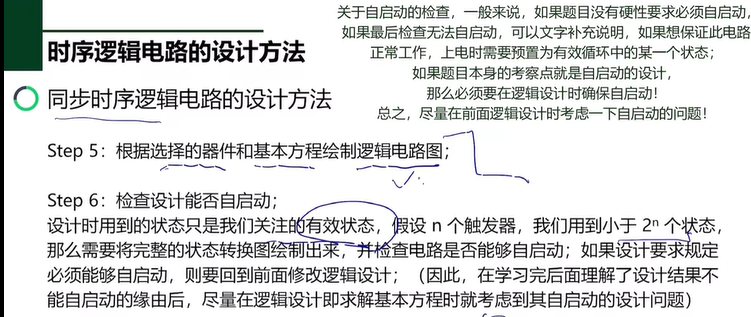 关于自启动的检查，一般来说，如果题目没有硬性要求必须自启动，
如果最后检查无法自启动，可以文字补充说明，如果想保证此电路
正常工作，上电时需要预置为有效循环中的某一个状态；
如果题目本身的考察点就是自启动的设计，
那么必须要在逻辑设计时确保自启动！
总之，尽量在前面逻辑设计时考虑一下自启动的问题！
时序逻辑电路的设计方法
同步时序逻辑电路的设计方法
Step 5：根据选择的器件和基本方程绘制逻辑电路图；
Step 6：检查设计能否自启动；
设计时用到的状态只是我们关注的有效状态，假设 n 个触发器，我们用到小于 2ⁿ 个状态，
那么需要将完整的状态转换图绘制出来，并检查电路是否能够自启动；如果设计要求规定
必须能够自启动，则要回到前面修改逻辑设计；（因此，在学习完后面理解了设计结果不
能自启动的缘由后，尽量在逻辑设计即求解基本方程时就考虑到其自启动的设计问题）